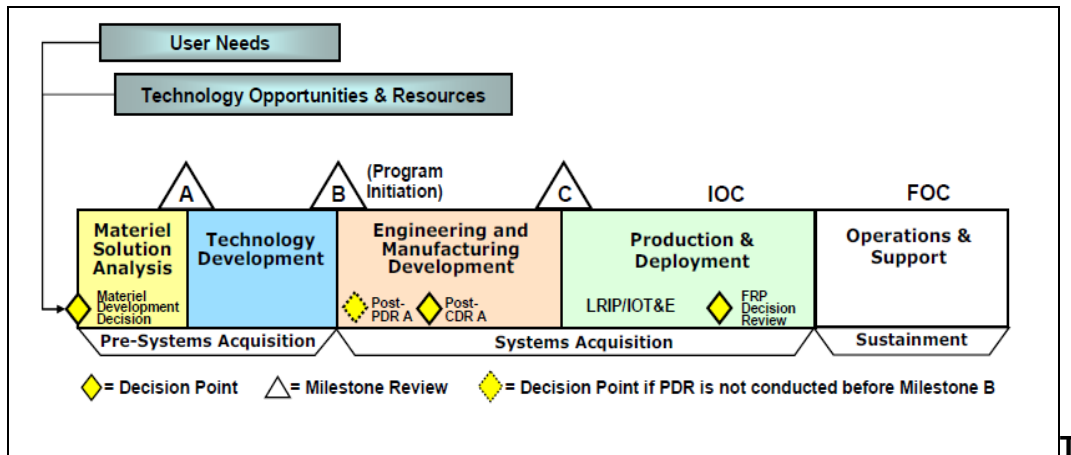 User Needs
Technology Opportunities & Resources
A
B
(Program
Initiation)
C
IOC
FOC
Materiel
Solution
Analysis
Technology
Development
Engineering and
Manufacturing
Development
Production &
Deployment
Operations &
Support
Materiel
Development
Decision
Post-
PDR A
Post-
CDR A
LRIP/IOT&E
FRP
Decision
Review
Pre-Systems Acquisition
Systems Acquisition
Sustainment
= Decision Point
= Milestone Review
= Decision Point if PDR is not conducted before Milestone B